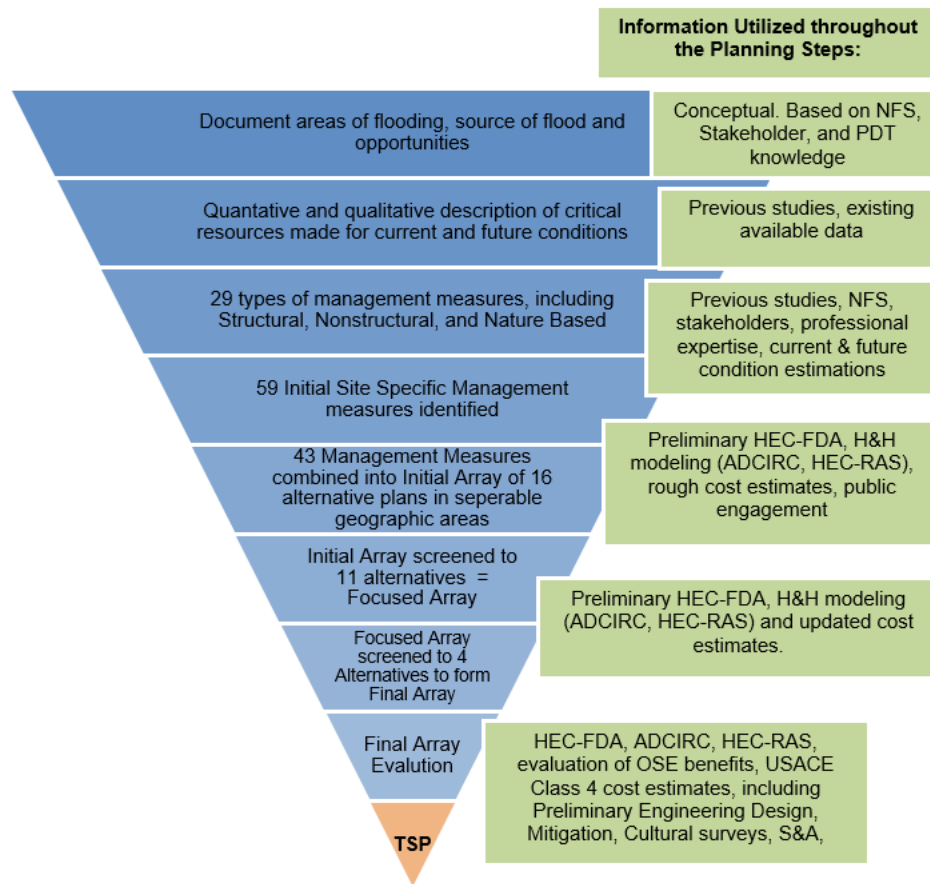 Information Utilized throughout
the Planning Steps:
Document areas of flooding, source of flood and
opportunities
Conceptual. Based on NFS,
Stakeholder, and PDT
knowledge
Quantative and qualitative description of critical
resources made for current and future conditions
Previous studies, existing
available data
29 types of management measures, including
Structural, Nonstructural, and Nature Based
Previous studies, NFS,
stakeholders, professional
expertise, current & future
condition estimations
59 Initial Site Specific Management
measures identified
43 Management Measures
combined into Initial Array of 16
alternative plans in seperable
geographic areas
Preliminary HEC-FDA, H&H
modeling (ADCIRC, HEC-RAS),
rough cost estimates, public
engagement
Initial Array screened to
11 alternatives =
Focused Array
Preliminary HEC-FDA, H&H modeling
(ADCIRC, HEC-RAS) and updated cost
estimates.
Focused Array
screened to 4
Alternatives to form
Final Array
Final Array
Evalution
HEC-FDA, ADCIRC, HEC-RAS,
evaluation of OSE benefits, USACE
Class 4 cost estimates, including
Preliminary Engineering Design,
Mitigation, Cultural surveys, S&A,
TSP